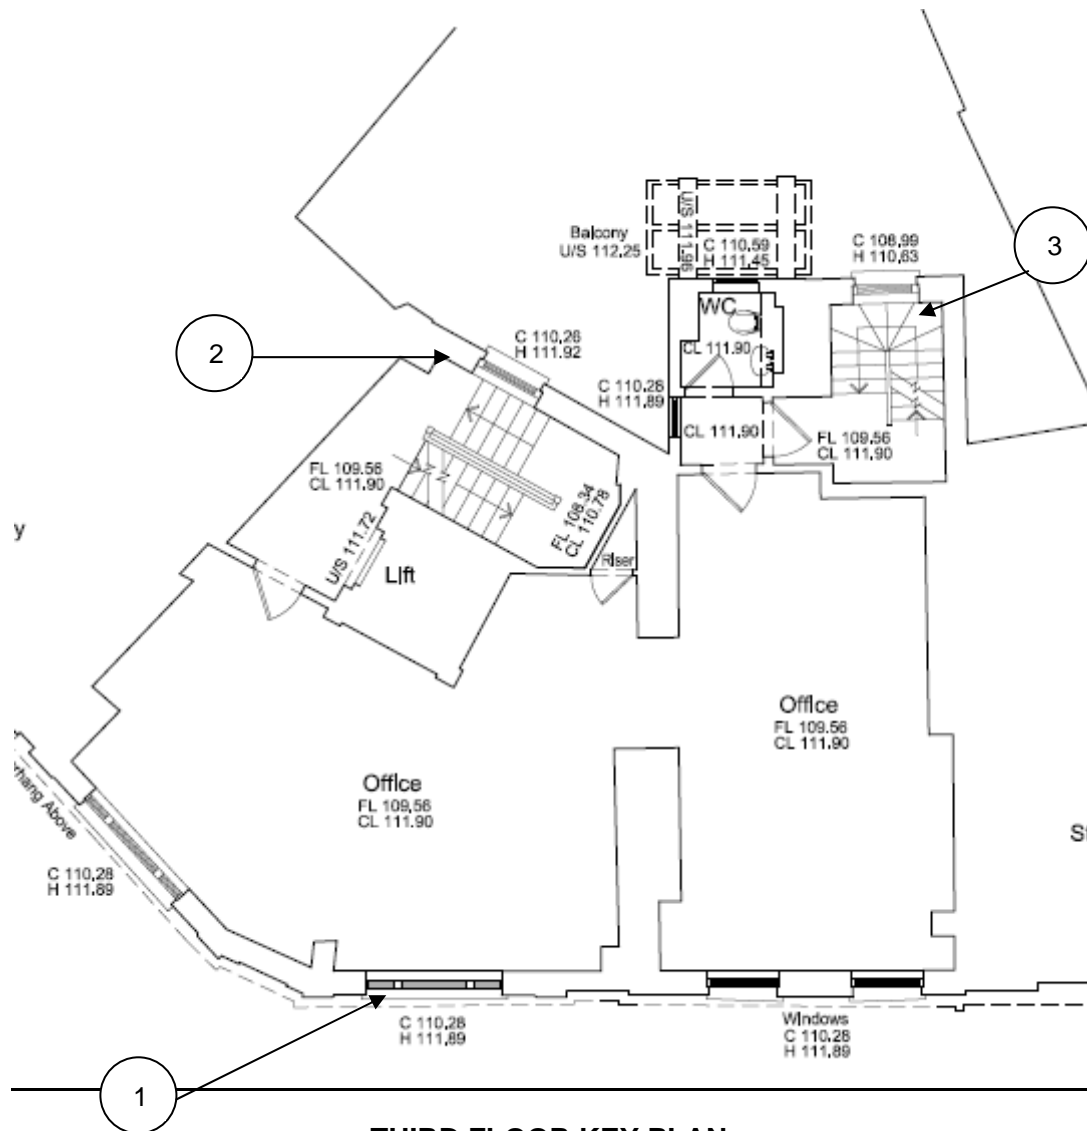 Balcony
U/S 112.25
U/S 111.96
C 110.59
H 111.45
C 108.99
H 110.63
3
WC
CL 111.90
2
C 110.26
H 111.92
C 110.28
H 111.89
CL 111.90
FL 109.56
CL 111.90
FL 109.56
CL 111.90
FL 108.34
CL 110.78
U/S 111.72
Lift
Riser
y
Office
FL 109.56
CL 111.90
Office
FL 109.56
CL 111.90
rhang Above
C 110.28
H 111.89
C 110.28
H 111.89
Windows
C 110.28
H 111.89
1
THIRD FLOOR KEY PLAN